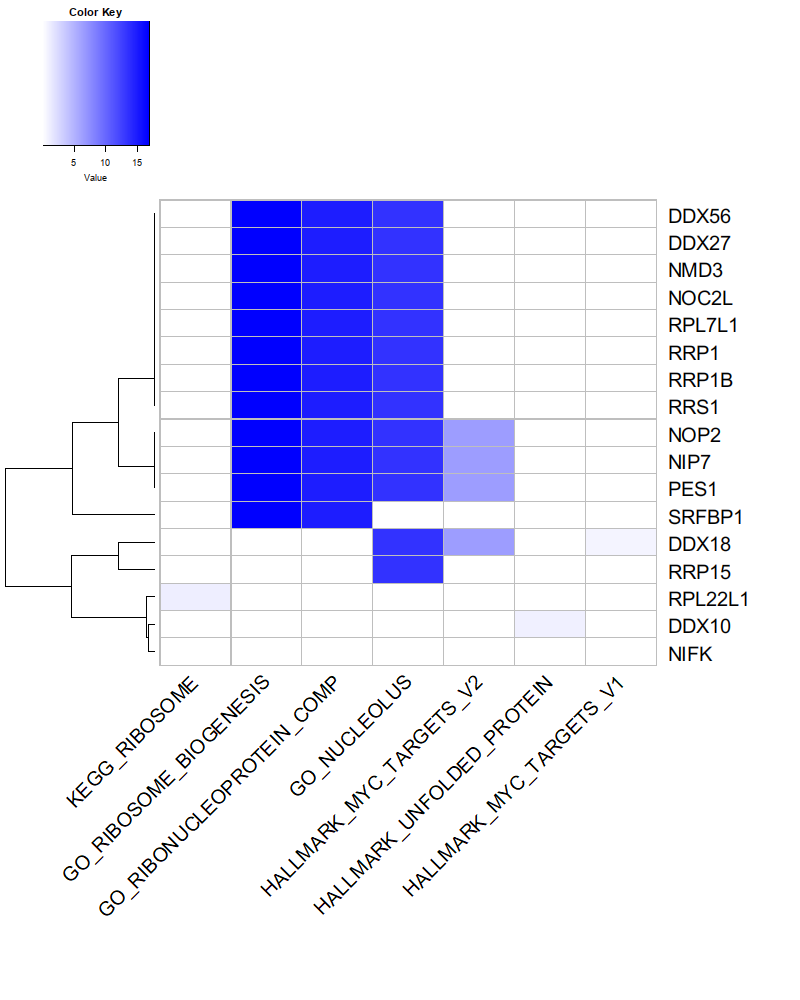 Color Key
5 10 15
Value
DDX56
DDX27
NMD3
NOC2L
RPL7L1
RRP1
RRP1B
RRS1
NOP2
NIP7
PES1
SRFBP1
DDX18
RRP15
RPL22L1
DDX10
NIFK
KEGG_RIBOSOME
GO_RIBOSOME_BIOGENESIS
GO_RIBONUCLEOPROTEIN_COMP
GO_NUCLEOLUS
HALLMARK_MYC_TARGETS_V2
HALLMARK_UNFOLDED_PROTEIN
HALLMARK_MYC_TARGETS_V1